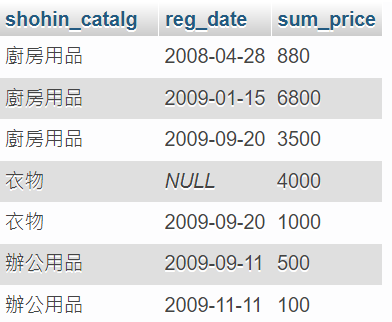 shohin_catalg reg_date sum_price
廚房用品 2008-04-28 880
廚房用品 2009-01-15 6800
廚房用品 2009-09-20 3500
衣物 NULL 4000
衣物 2009-09-20 1000
辦公用品 2009-09-11 500
辦公用品 2009-11-11 100